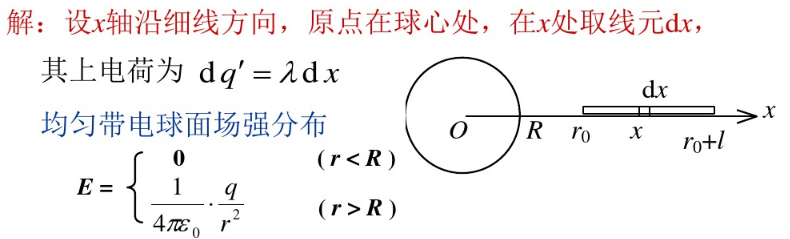 解：设x轴沿细线方向，原点在球心处，在x处取线元dx，
其上电荷为 dq′ = λdx
均匀带电球面场强分布
E = { 0 (r < R)
1/4πε₀ · q/r² (r > R)
dx
O R r₀ x r₀+l x